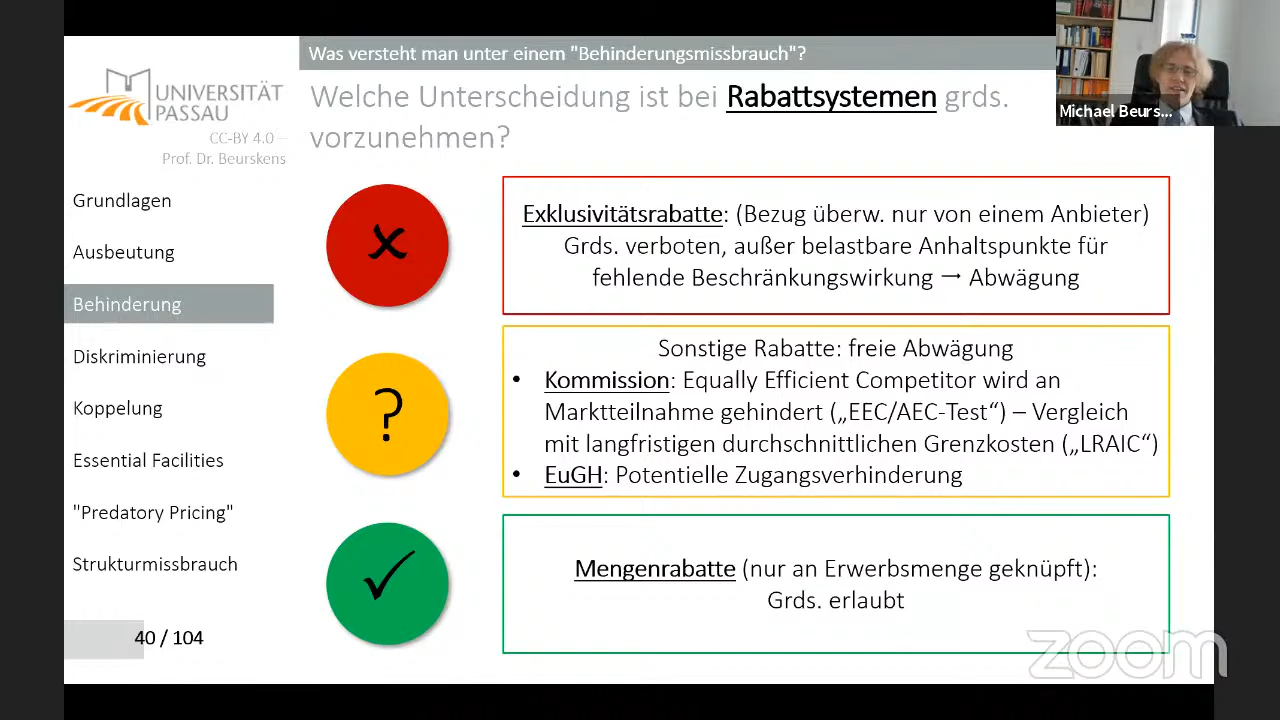 Was versteht man unter einem "Behinderungsmissbrauch"?
Welche Unterscheidung ist bei Rabattsystemen grds.
vorzunehmen?
UNIVERSITÄT
PASSAU
CC-BY 4.0 –
Prof. Dr. Beurskens
Michael Beurs...
Grundlagen
Ausbeutung
Behinderung
Diskriminierung
Koppelung
Essential Facilities
"Predatory Pricing"
Strukturmissbrauch
40 / 104
Exklusivitätsrabatte: (Bezug überw. nur von einem Anbieter)
Grds. verboten, außer belastbare Anhaltspunkte für
fehlende Beschränkungswirkung → Abwägung
?
Sonstige Rabatte: freie Abwägung
• Kommission: Equally Efficient Competitor wird an
Marktteilnahme gehindert („EEC/AEC-Test“) – Vergleich
mit langfristigen durchschnittlichen Grenzkosten („LRAIC“)
• EuGH: Potentielle Zugangsverhinderung
Mengenrabatte (nur an Erwerbsmenge geknüpft):
Grds. erlaubt
zoom